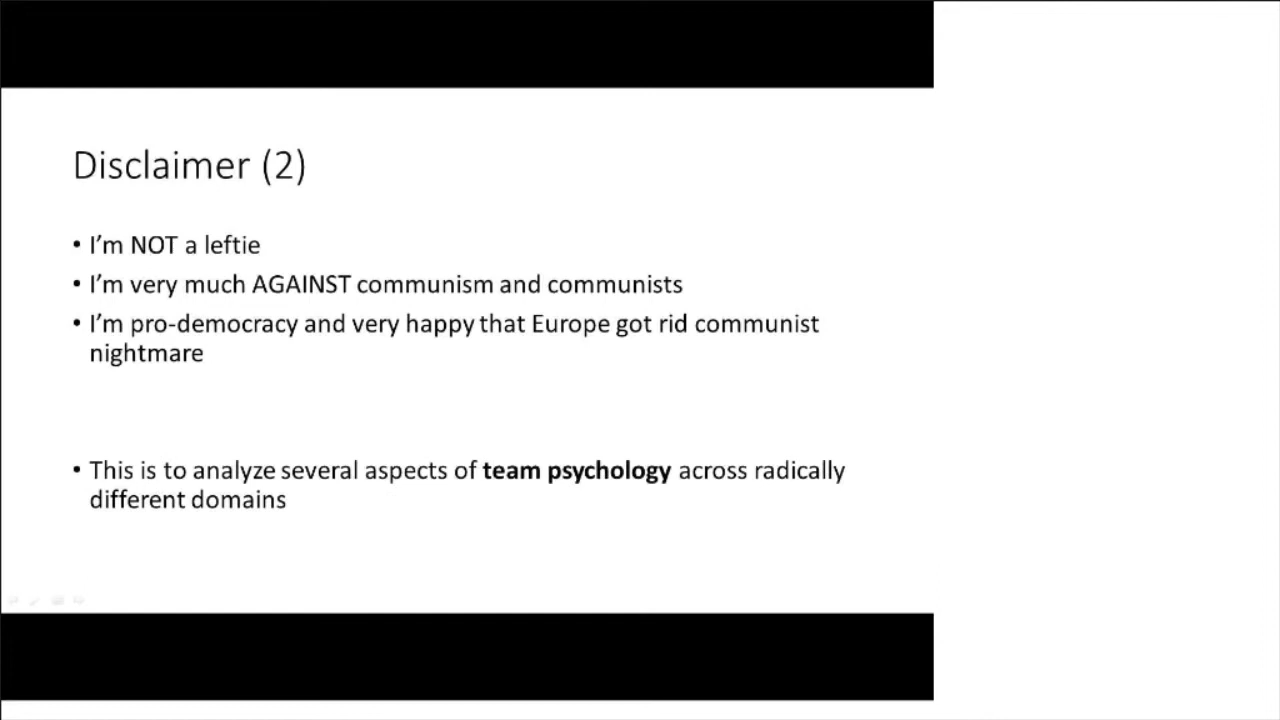 Disclaimer (2)
• I’m NOT a leftie
• I’m very much AGAINST communism and communists
• I’m pro-democracy and very happy that Europe got rid communist
nightmare
• This is to analyze several aspects of team psychology across radically
different domains